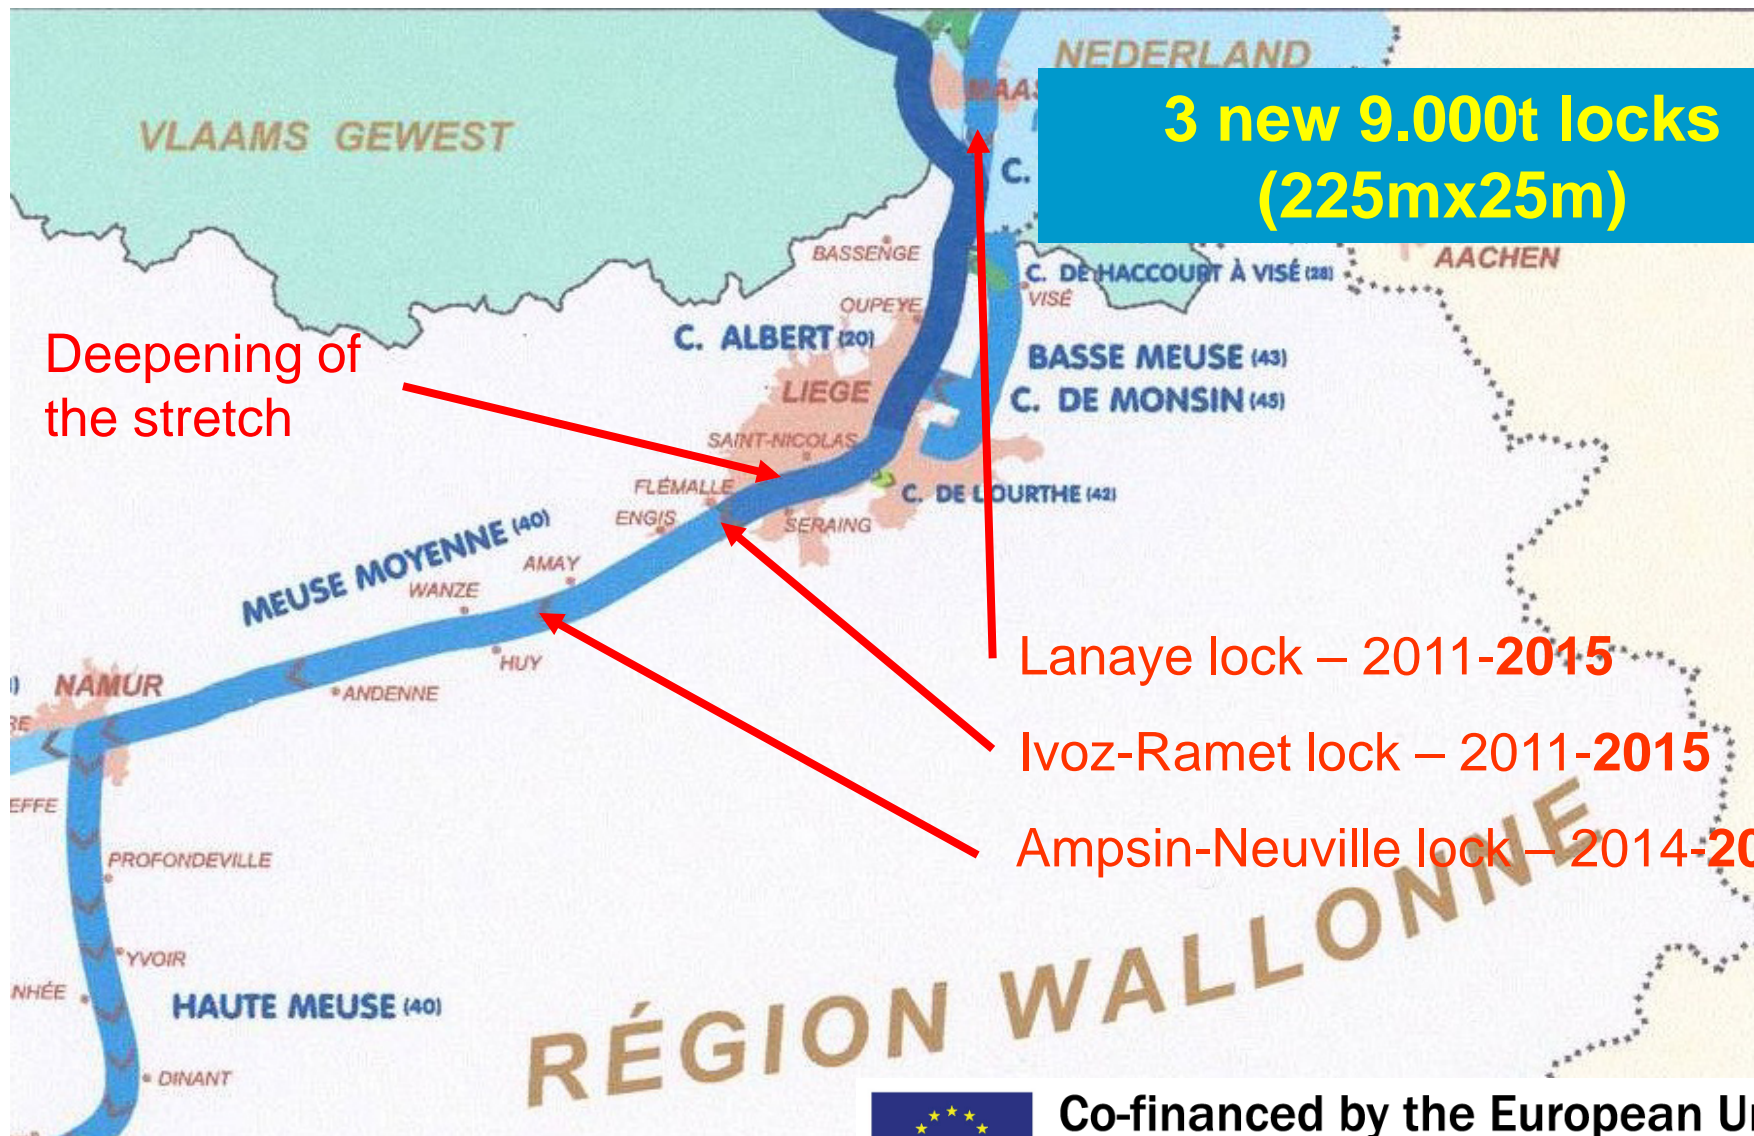 NEDERLAND
3 new 9.000t locks
(225mx25m)
VLAAMS GEWEST
C.
BASSENGE
AACHEN
C. DE HACCOURT À VISÉ (28)
VISÉ
OUPEYE
Deepening of
the stretch
C. ALBERT (20)
BASSE MEUSE (43)
LIEGE
C. DE MONSIN (45)
SAINT-NICOLAS
FLÉMALLE
C. DE L'OURTHE (42)
ENGIS
SERAING
MEUSE MOYENNE (40)
AMAY
WANZE
HUY
Lanaye lock – 2011-2015
NAMUR
ANDENNE
Ivoz-Ramet lock – 2011-2015
Ampsin-Neuville lock – 2014-20
PROFONDEVILLE
YVOIR
HAUTE MEUSE (40)
RÉGION WALLONNE
DINANT
Co-financed by the European